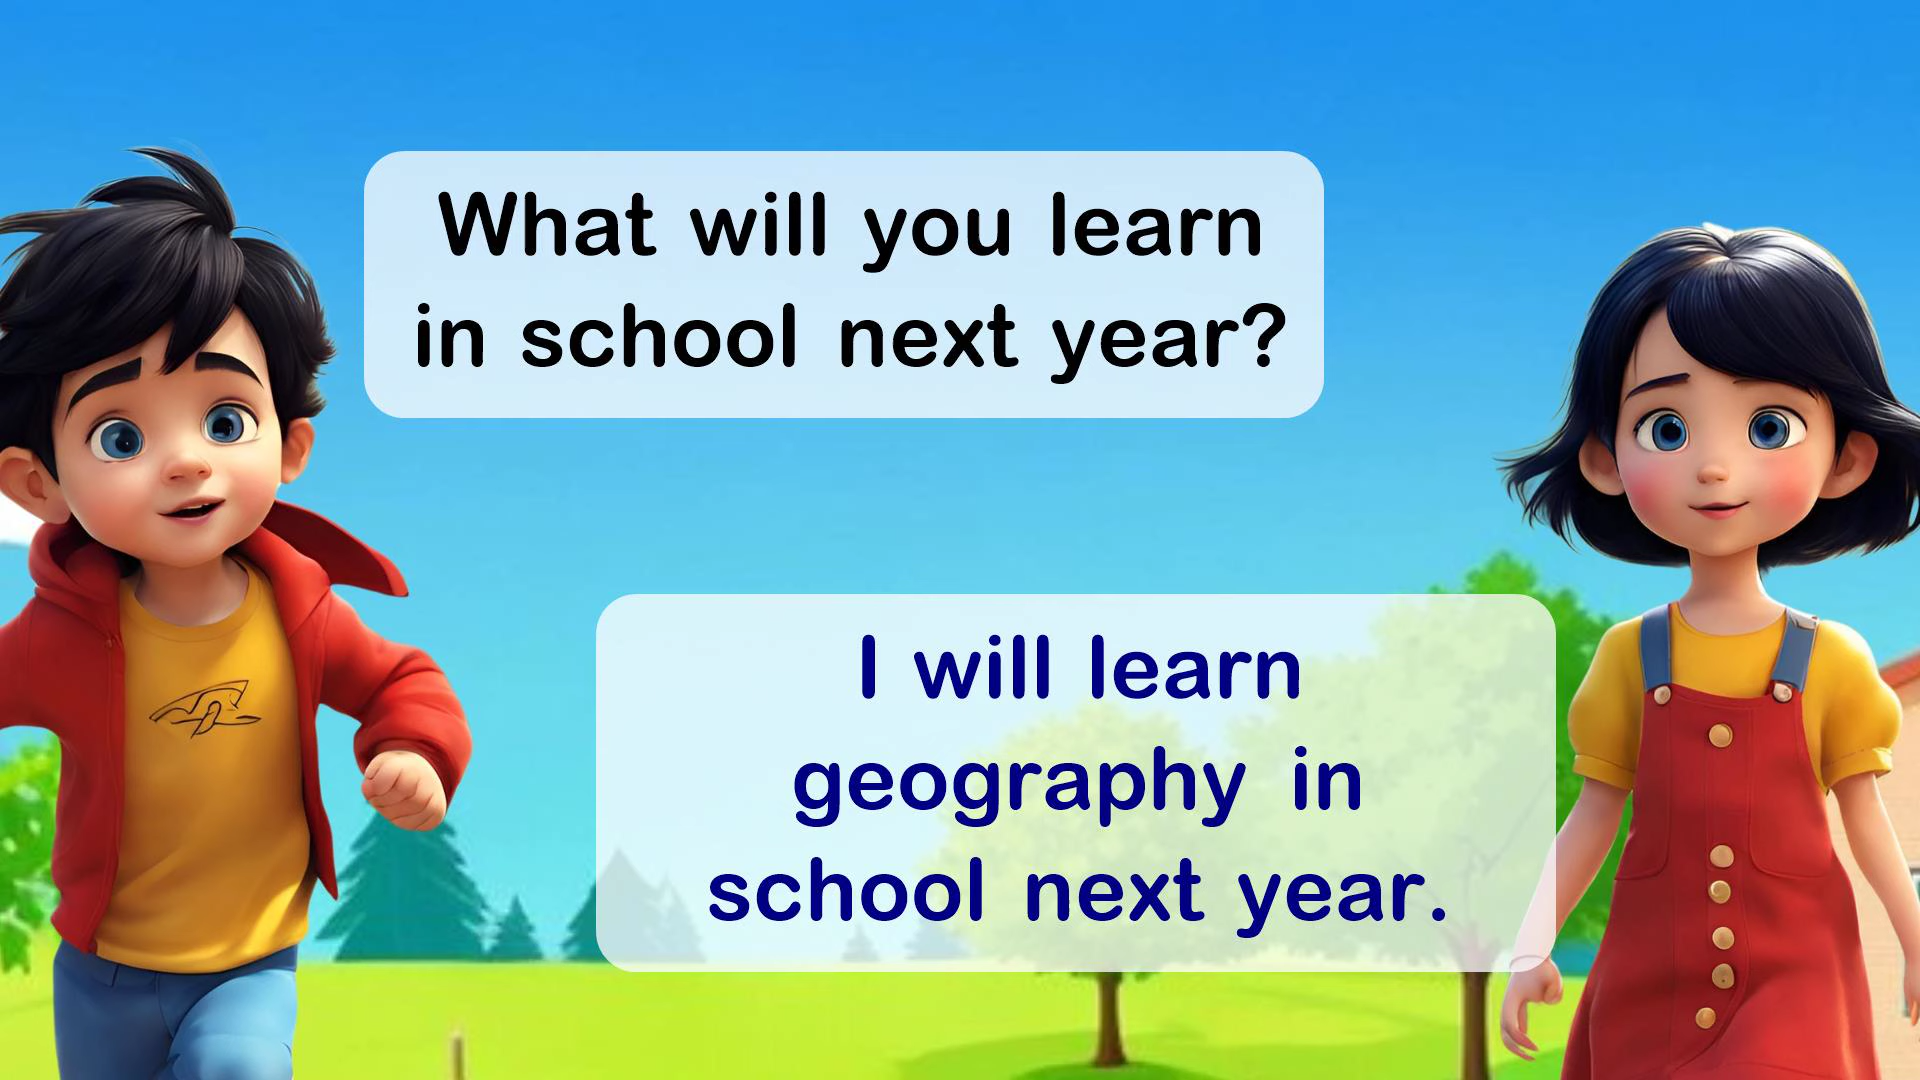 What will you learn
in school next year?
I will learn
geography in
school next year.